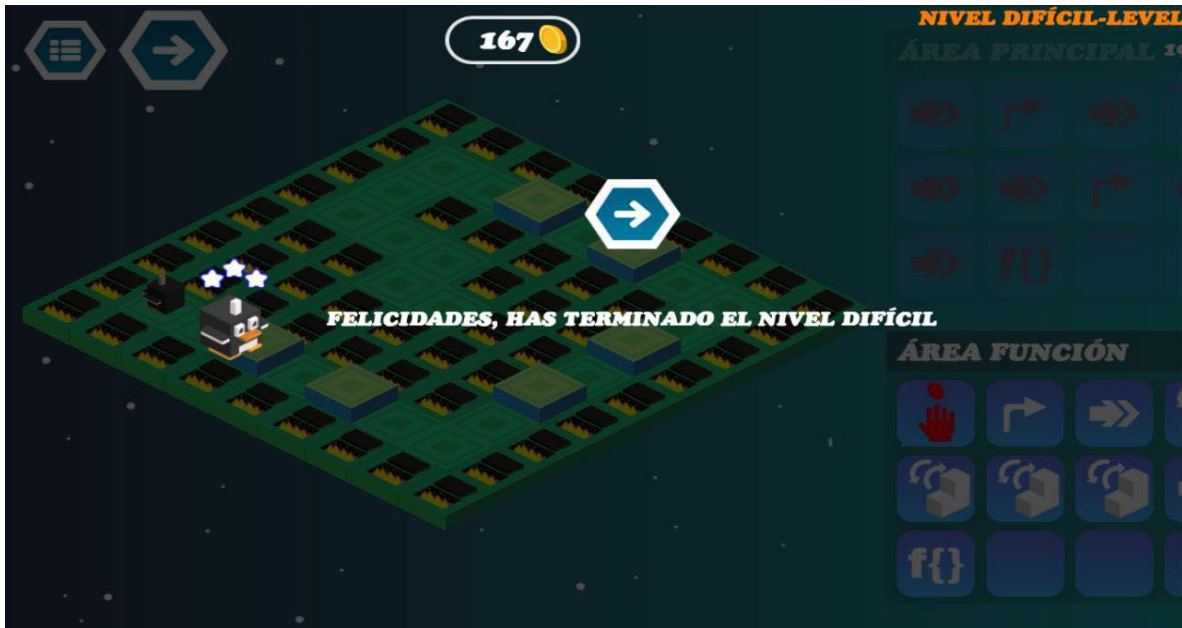 167
NIVEL DIFÍCIL-LEVEL
ÁREA PRINCIPAL
f{}
FELICIDADES, HAS TERMINADO EL NIVEL DIFÍCIL
ÁREA FUNCIÓN
f{}